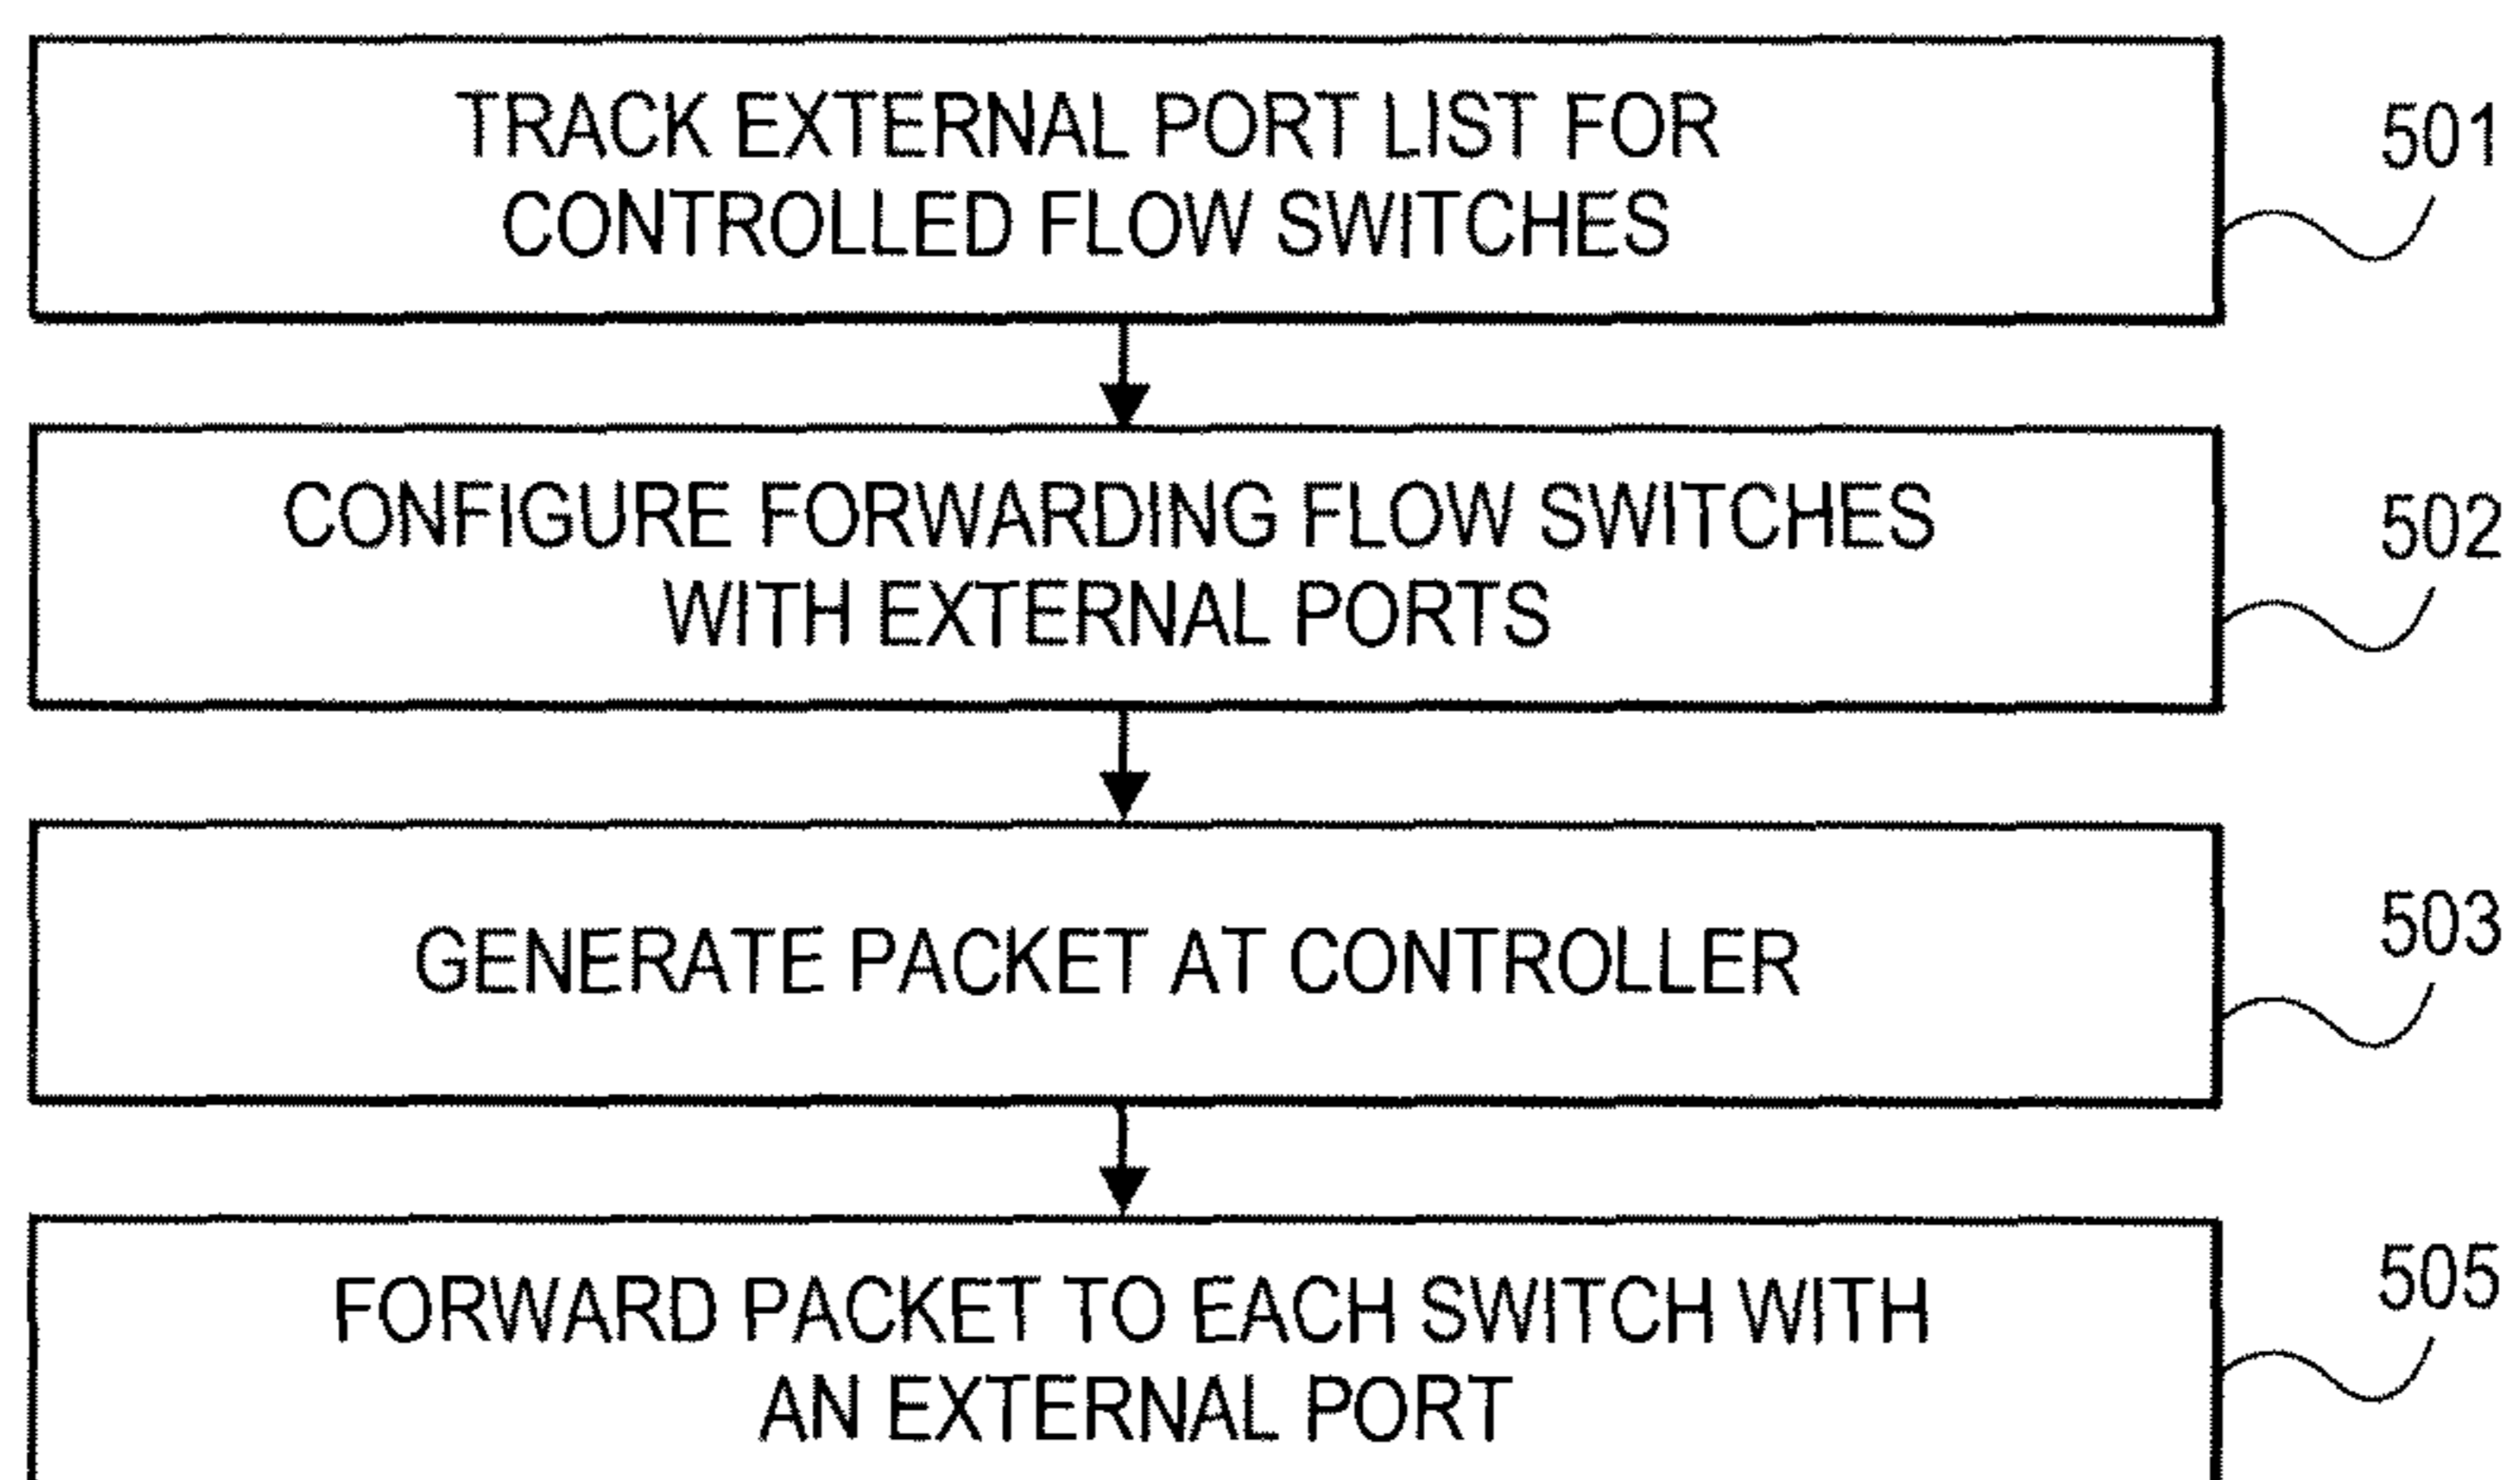 TRACK EXTERNAL PORT LIST FOR
CONTROLLED FLOW SWITCHES
501
CONFIGURE FORWARDING FLOW SWITCHES
WITH EXTERNAL PORTS
502
GENERATE PACKET AT CONTROLLER
503
FORWARD PACKET TO EACH SWITCH WITH
AN EXTERNAL PORT
505